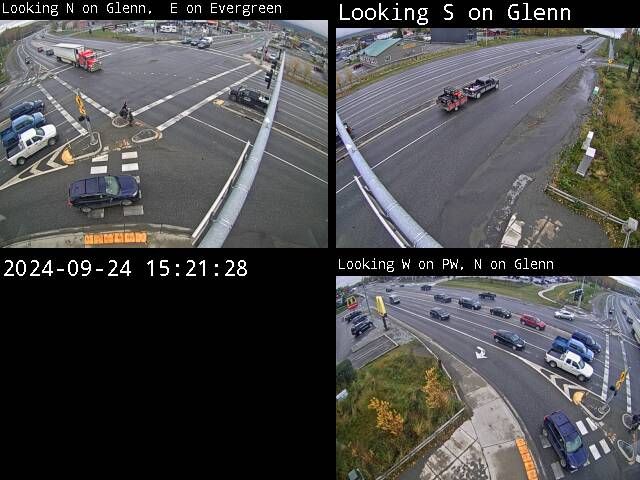 Looking N on Glenn,  E on Evergreen
Looking S on Glenn
2024-09-24 15:21:28
Looking W on PW, N on Glenn